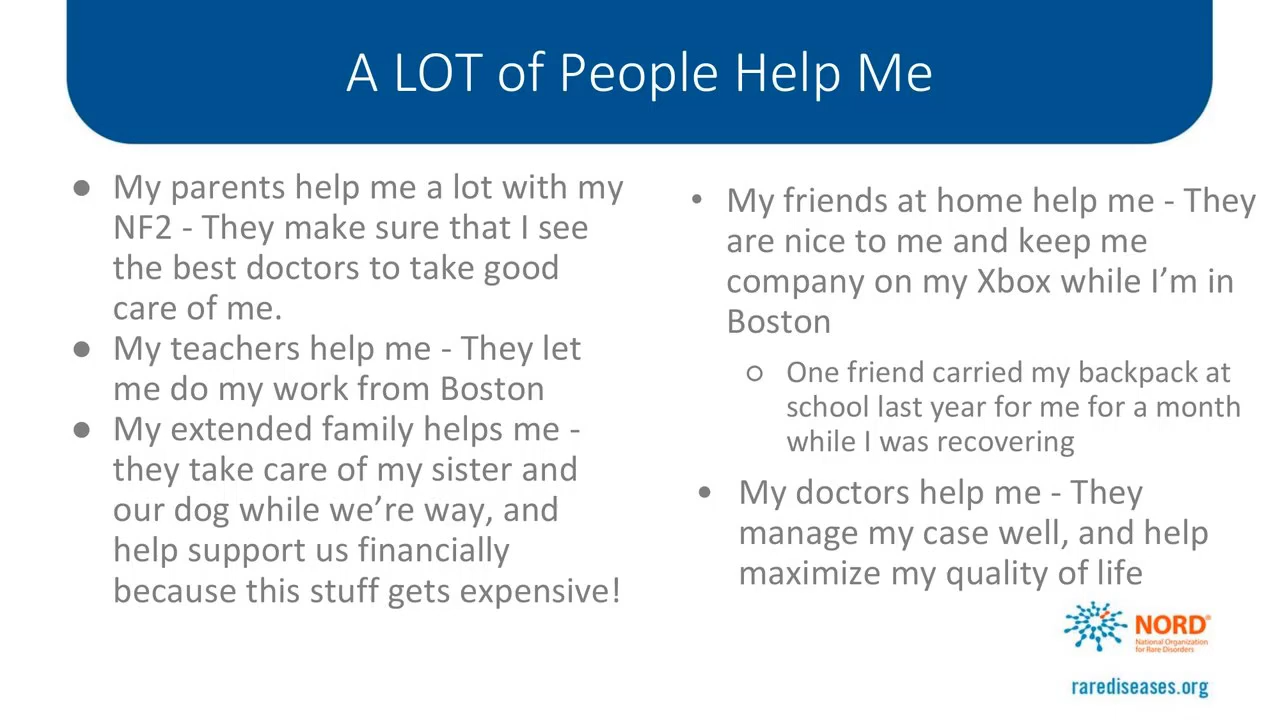 A LOT of People Help Me
● My parents help me a lot with my
NF2 - They make sure that I see
the best doctors to take good
care of me.
● My teachers help me - They let
me do my work from Boston
● My extended family helps me -
they take care of my sister and
our dog while we’re way, and
help support us financially
because this stuff gets expensive!
• My friends at home help me - They
are nice to me and keep me
company on my Xbox while I’m in
Boston
○ One friend carried my backpack at
school last year for me for a month
while I was recovering
• My doctors help me - They
manage my case well, and help
maximize my quality of life
NORD®
National Organization
for Rare Disorders
rarediseases.org